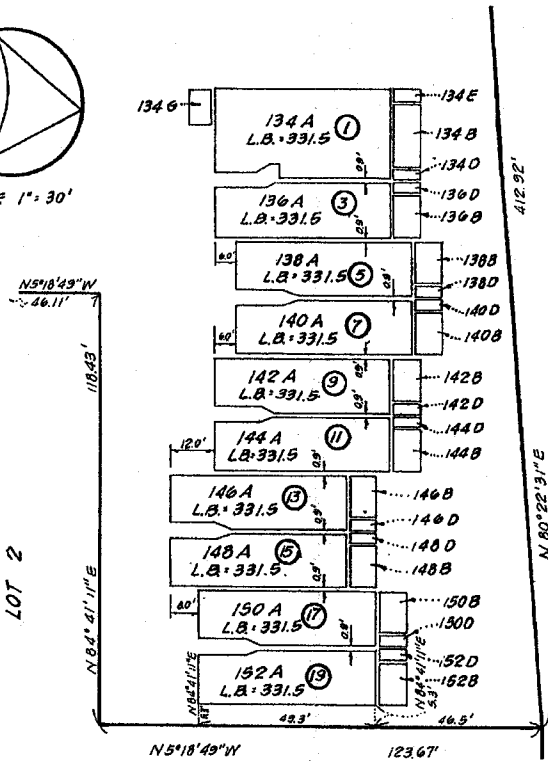 134 G
134 A ①
L.B. = 331.5
0.9'
134 E
134 B
134 D
E 1" = 30'
136 A ③
L.B. = 331.5
0.9'
136 D
136 B
412.92'
138 A ⑤
L.B. = 331.5
6.0'
0.9'
138 B
138 D
N5°18'49"W
46.11'
140 A ⑦
L.B. = 331.5
6.0'
0.9'
140 D
140 B
118.43'
142 A ⑨
L.B. = 331.5
142 B
142 D
144 A ⑪
L.B. = 331.5
0.9'
144 D
144 B
12.0'
146 A ⑬
L.B. = 331.5
0.9'
146 B
146 D
N 80°22'31"E
148 A ⑮
L.B. = 331.5
0.9'
148 D
148 B
LOT 2
N 84°41'11"E
8.0'
150 A ⑰
L.B. = 331.5
0.9'
150 B
150 D
152 A ⑲
L.B. = 331.5
152 D
152 B
N 84°41'11"E
N 84°41'11"E
5.3'
49.3'
46.5'
N5°18'49"W
123.67'